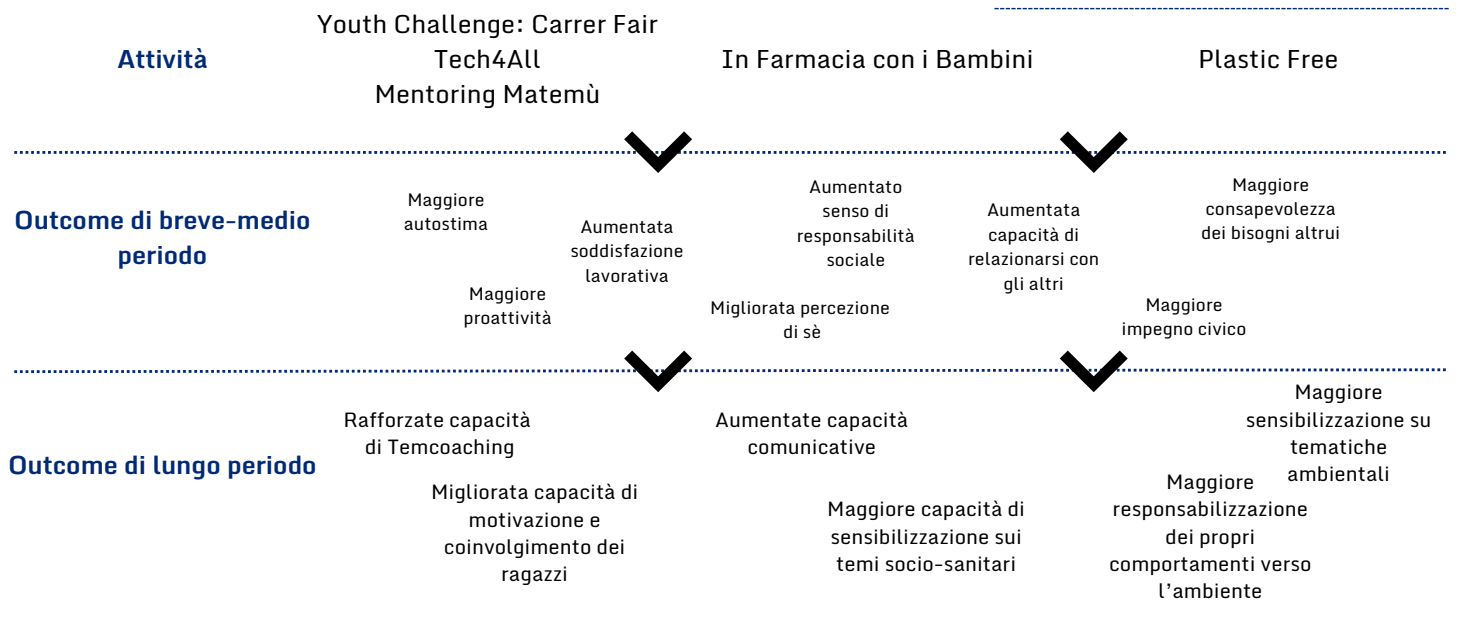 Attività
Youth Challenge: Carrer Fair
Tech4All
Mentoring Matemù
In Farmacia con i Bambini
Plastic Free
Outcome di breve-medio
periodo
Maggiore
autostima
Maggiore
proattività
Aumentata
soddisfazione
lavorativa
Aumentato
senso di
responsabilità
sociale
Migliorata percezione
di sè
Aumentata
capacità di
relazionarsi con
gli altri
Maggiore
consapevolezza
dei bisogni altrui
Maggiore
impegno civico
Outcome di lungo periodo
Rafforzate capacità
di Temcoaching
Migliorata capacità di
motivazione e
coinvolgimento dei
ragazzi
Aumentate capacità
comunicative
Maggiore capacità di
sensibilizzazione sui
temi socio-sanitari
Maggiore
sensibilizzazione su
tematiche
ambientali
Maggiore
responsabilizzazione
dei propri
comportamenti verso
l'ambiente